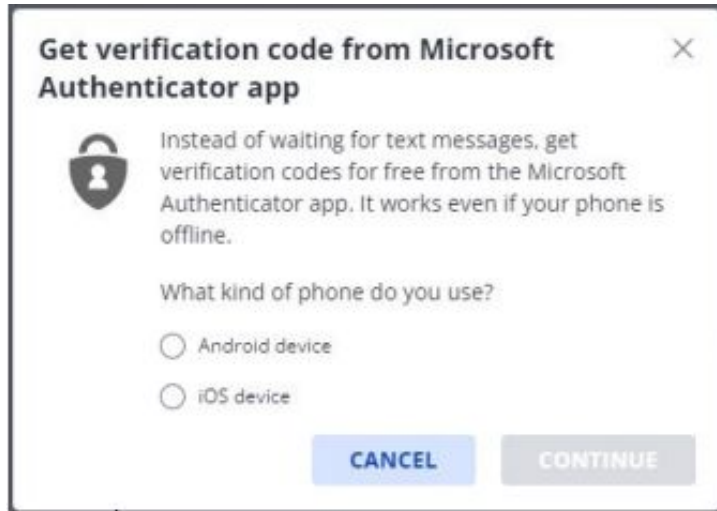 Get verification code from Microsoft
Authenticator app
Instead of waiting for text messages, get
verification codes for free from the Microsoft
Authenticator app. It works even if your phone is
offline.
What kind of phone do you use?
Android device
iOS device
CANCEL
CONTINUE